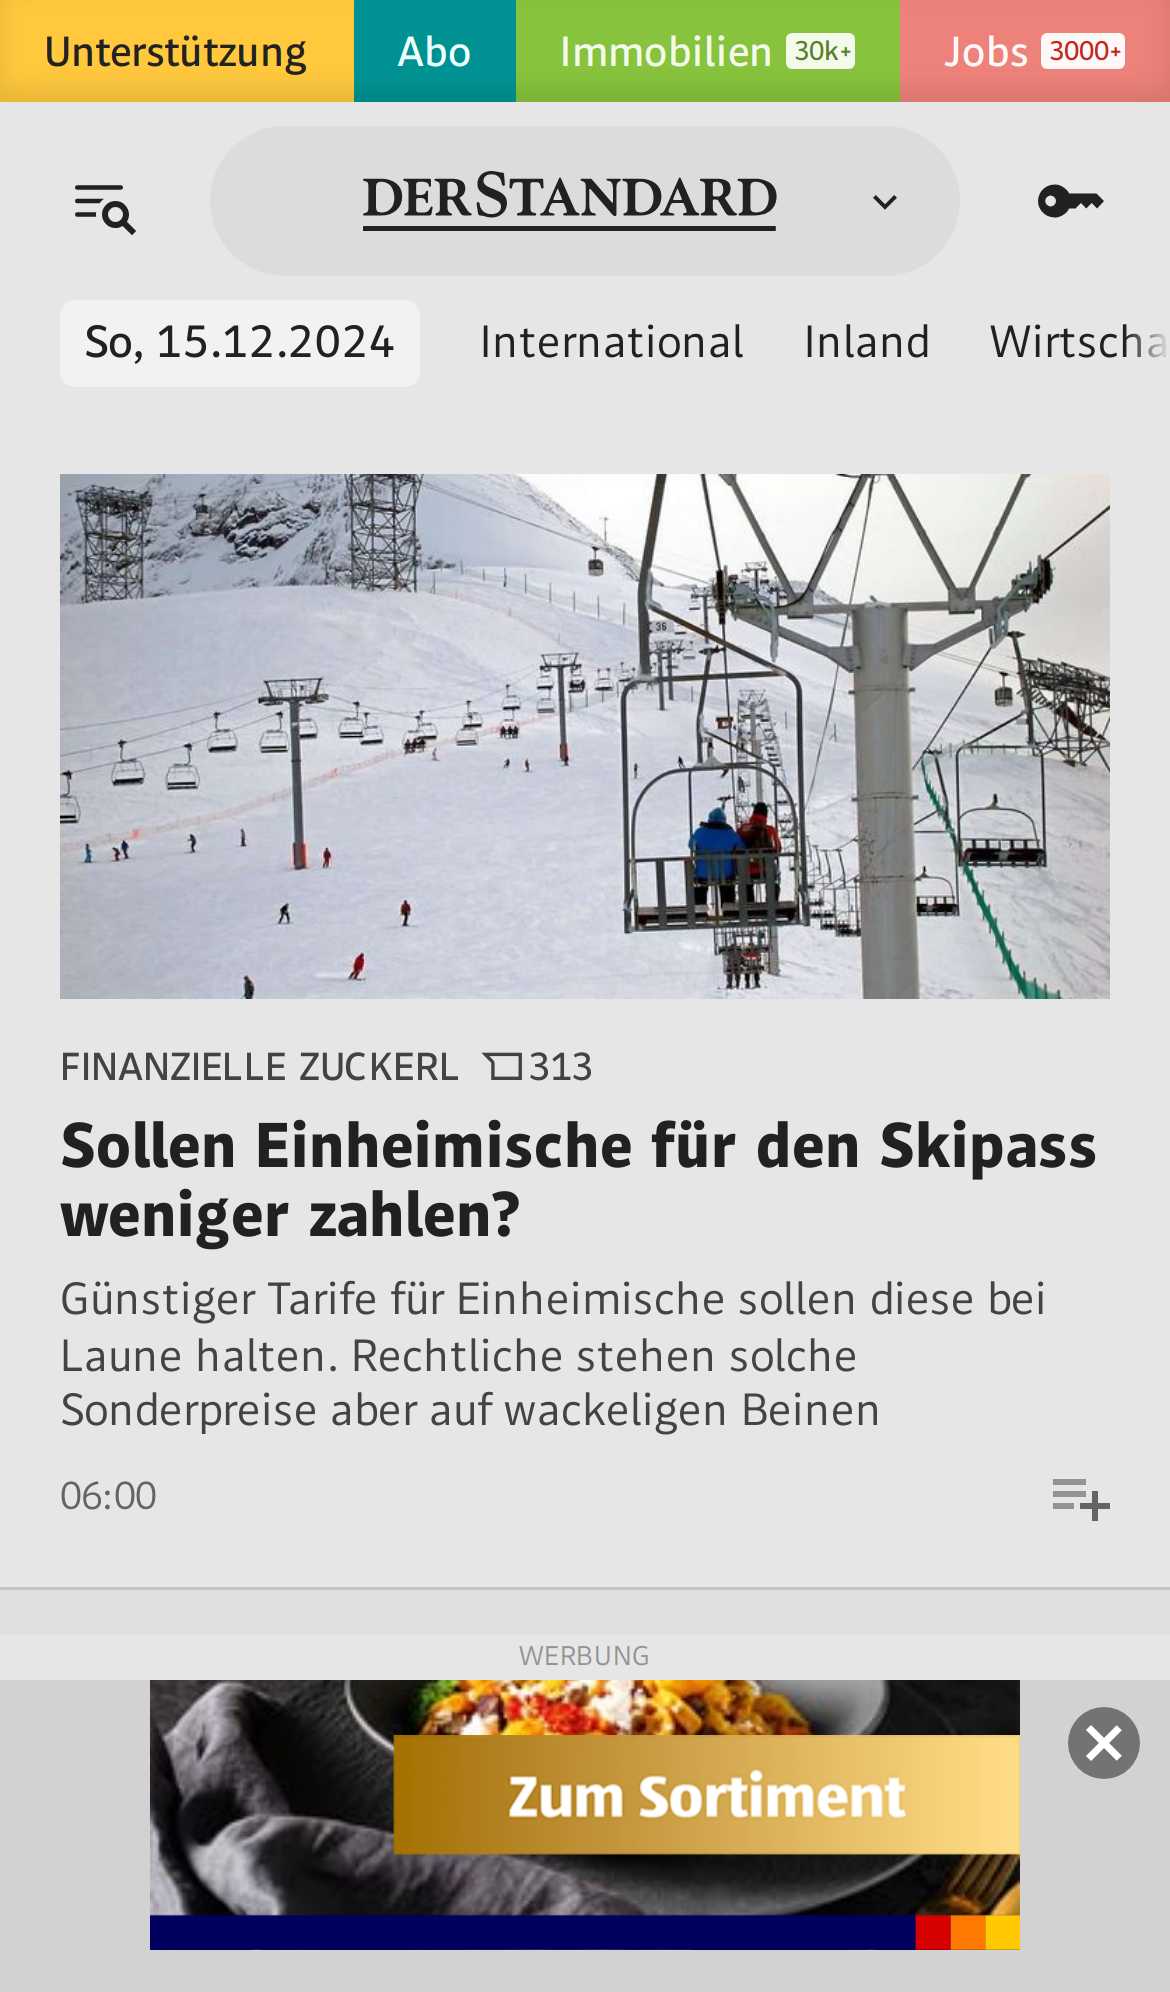 Unterstützung Abo Immobilien 30k+ Jobs 3000+
DERSTANDARD
So, 15.12.2024 International Inland Wirtscha
36
FINANZIELLE ZUCKERL 313
Sollen Einheimische für den Skipass
weniger zahlen?
Günstiger Tarife für Einheimische sollen diese bei
Laune halten. Rechtliche stehen solche
Sonderpreise aber auf wackeligen Beinen
06:00
WERBUNG
Zum Sortiment